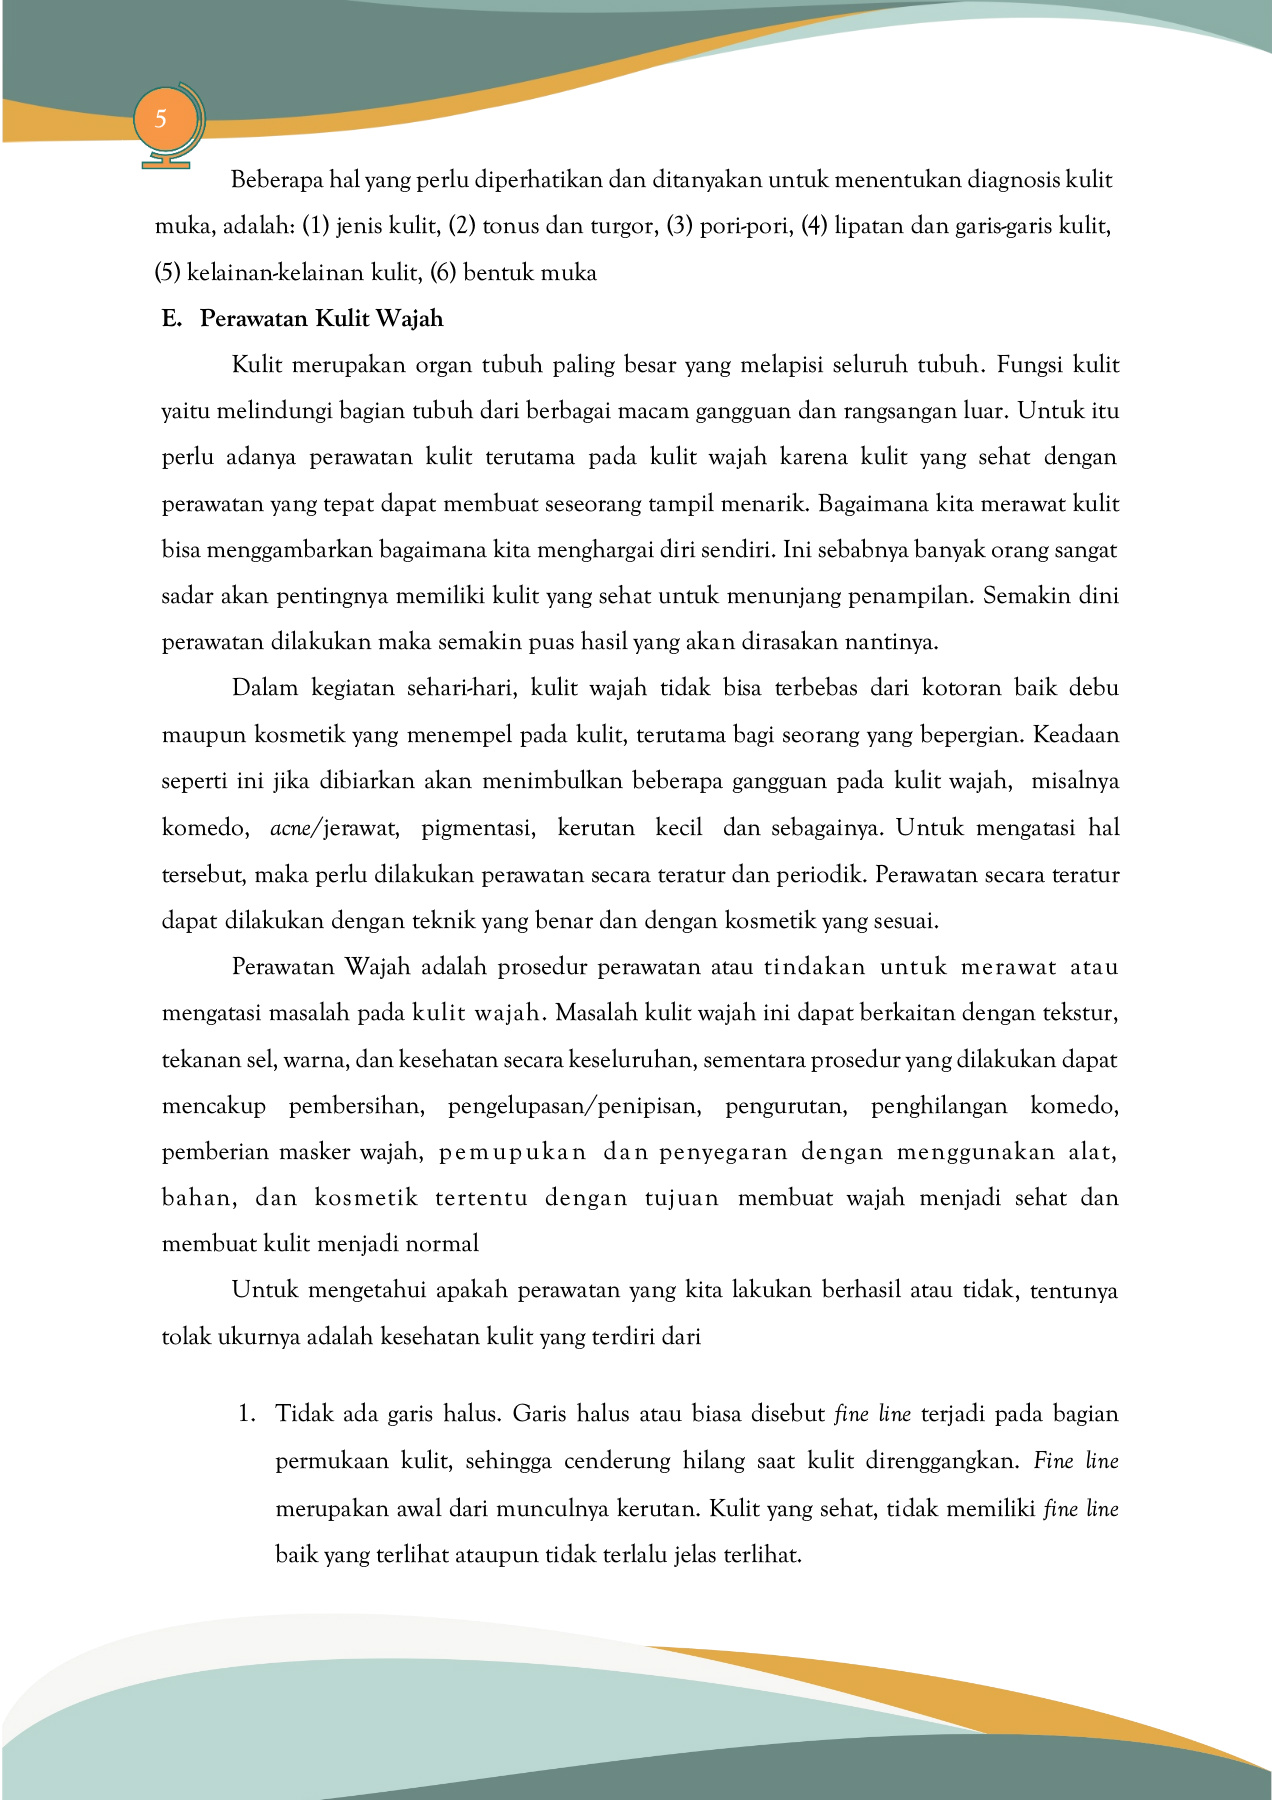 5
Beberapa hal yang perlu diperhatikan dan ditanyakan untuk menentukan diagnosis kulit
muka, adalah: (1) jenis kulit, (2) tonus dan turgor, (3) pori-pori, (4) lipatan dan garis-garis kulit,
(5) kelainan-kelainan kulit, (6) bentuk muka
E. Perawatan Kulit Wajah
Kulit merupakan organ tubuh paling besar yang melapisi seluruh tubuh. Fungsi kulit
yaitu melindungi bagian tubuh dari berbagai macam gangguan dan rangsangan luar. Untuk itu
perlu adanya perawatan kulit terutama pada kulit wajah karena kulit yang sehat dengan
perawatan yang tepat dapat membuat seseorang tampil menarik. Bagaimana kita merawat kulit
bisa menggambarkan bagaimana kita menghargai diri sendiri. Ini sebabnya banyak orang sangat
sadar akan pentingnya memiliki kulit yang sehat untuk menunjang penampilan. Semakin dini
perawatan dilakukan maka semakin puas hasil yang akan dirasakan nantinya.
Dalam kegiatan sehari-hari, kulit wajah tidak bisa terbebas dari kotoran baik debu
maupun kosmetik yang menempel pada kulit, terutama bagi seorang yang bepergian. Keadaan
seperti ini jika dibiarkan akan menimbulkan beberapa gangguan pada kulit wajah, misalnya
komedo, acne/jerawat, pigmentasi, kerutan kecil dan sebagainya. Untuk mengatasi hal
tersebut, maka perlu dilakukan perawatan secara teratur dan periodik. Perawatan secara teratur
dapat dilakukan dengan teknik yang benar dan dengan kosmetik yang sesuai.
Perawatan Wajah adalah prosedur perawatan atau tindakan untuk merawat atau
mengatasi masalah pada kulit wajah. Masalah kulit wajah ini dapat berkaitan dengan tekstur,
tekanan sel, warna, dan kesehatan secara keseluruhan, sementara prosedur yang dilakukan dapat
mencakup pembersihan, pengelupasan/penipisan, pengurutan, penghilangan komedo,
pemberian masker wajah, pemupukan dan penyegaran dengan menggunakan alat,
bahan, dan kosmetik tertentu dengan tujuan membuat wajah menjadi sehat dan
membuat kulit menjadi normal
Untuk mengetahui apakah perawatan yang kita lakukan berhasil atau tidak, tentunya
tolak ukurnya adalah kesehatan kulit yang terdiri dari
1. Tidak ada garis halus. Garis halus atau biasa disebut fine line terjadi pada bagian
permukaan kulit, sehingga cenderung hilang saat kulit direnggangkan. Fine line
merupakan awal dari munculnya kerutan. Kulit yang sehat, tidak memiliki fine line
baik yang terlihat ataupun tidak terlalu jelas terlihat.